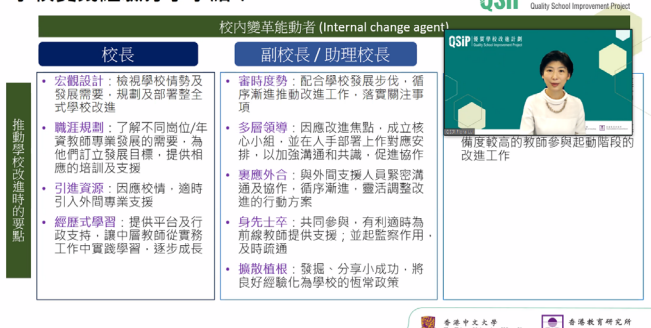 Quality School Improvement Project
校內變革能動者 (Internal change agent)
校長
副校長 / 助理校長
推動學校改進時的要點
• 宏觀設計：檢視學校情勢及
發展需要，規劃及部署整全
式學校改進
• 職涯規劃：了解不同崗位/年
資教師專業發展的需要，為
他們訂立發展目標，提供相
應的培訓及支援
• 引進資源：因應校情，適時
引入外間專業支援
• 經歷式學習：提供平台及行
政支持，讓中層教師從實務
工作中實踐學習，逐步成長
• 審時度勢：配合學校發展步伐，循
序漸進推動改進工作，落實關注事
項
• 多層領導：因應改進焦點，成立核
心小組，並在人手部署上作對應安
排，以加強溝通和共識，促進協作
• 裏應外合：與外間支援人員緊密溝
通及協作，循序漸進，靈活調整改
進的行動方案
• 身先士卒：共同參與，有利適時為
前線教師提供支援；並起監察作用，
及時疏通
• 擴散植根：發掘、分享小成功，將
良好經驗化為學校的恆常政策
QSIP 優質學校改進計劃
Quality School Improvement Project
備度較高的教師參與起動階段的
改進工作
香港中文大學
香港教育研究所